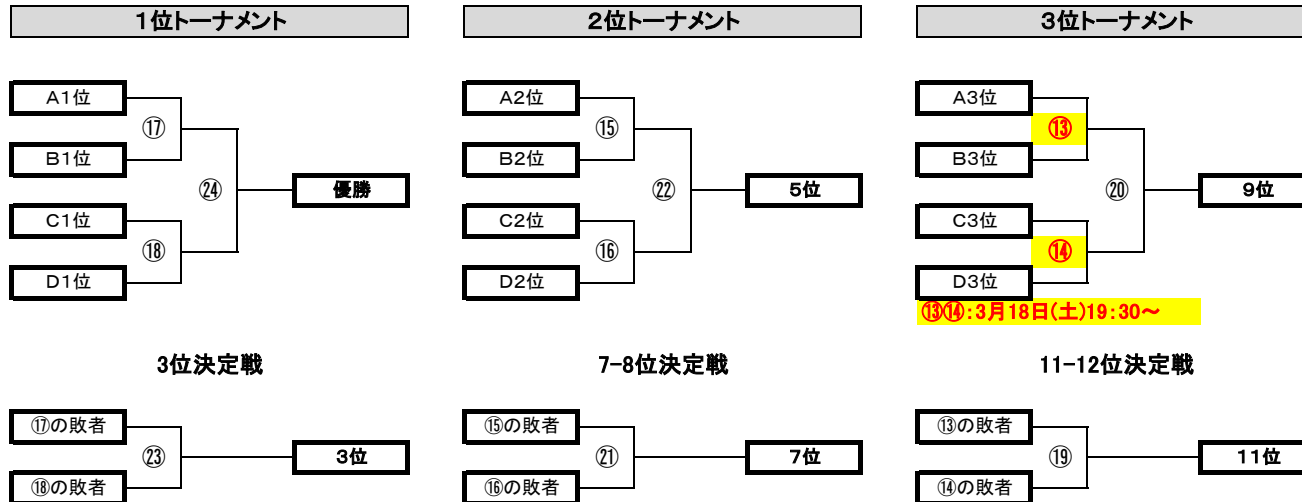 1位トーナメント
A1位
⑰
B1位
㉔
優勝
C1位
⑱
D1位
3位決定戦
⑰の敗者
㉓
3位
⑱の敗者
2位トーナメント
A2位
⑮
B2位
㉒
5位
C2位
⑯
D2位
7-8位決定戦
⑮の敗者
㉑
7位
⑯の敗者
3位トーナメント
A3位
⑬
B3位
⑳
9位
C3位
⑭
D3位
⑬⑭:3月18日(土)19:30～
11-12位決定戦
⑬の敗者
⑲
11位
⑭の敗者